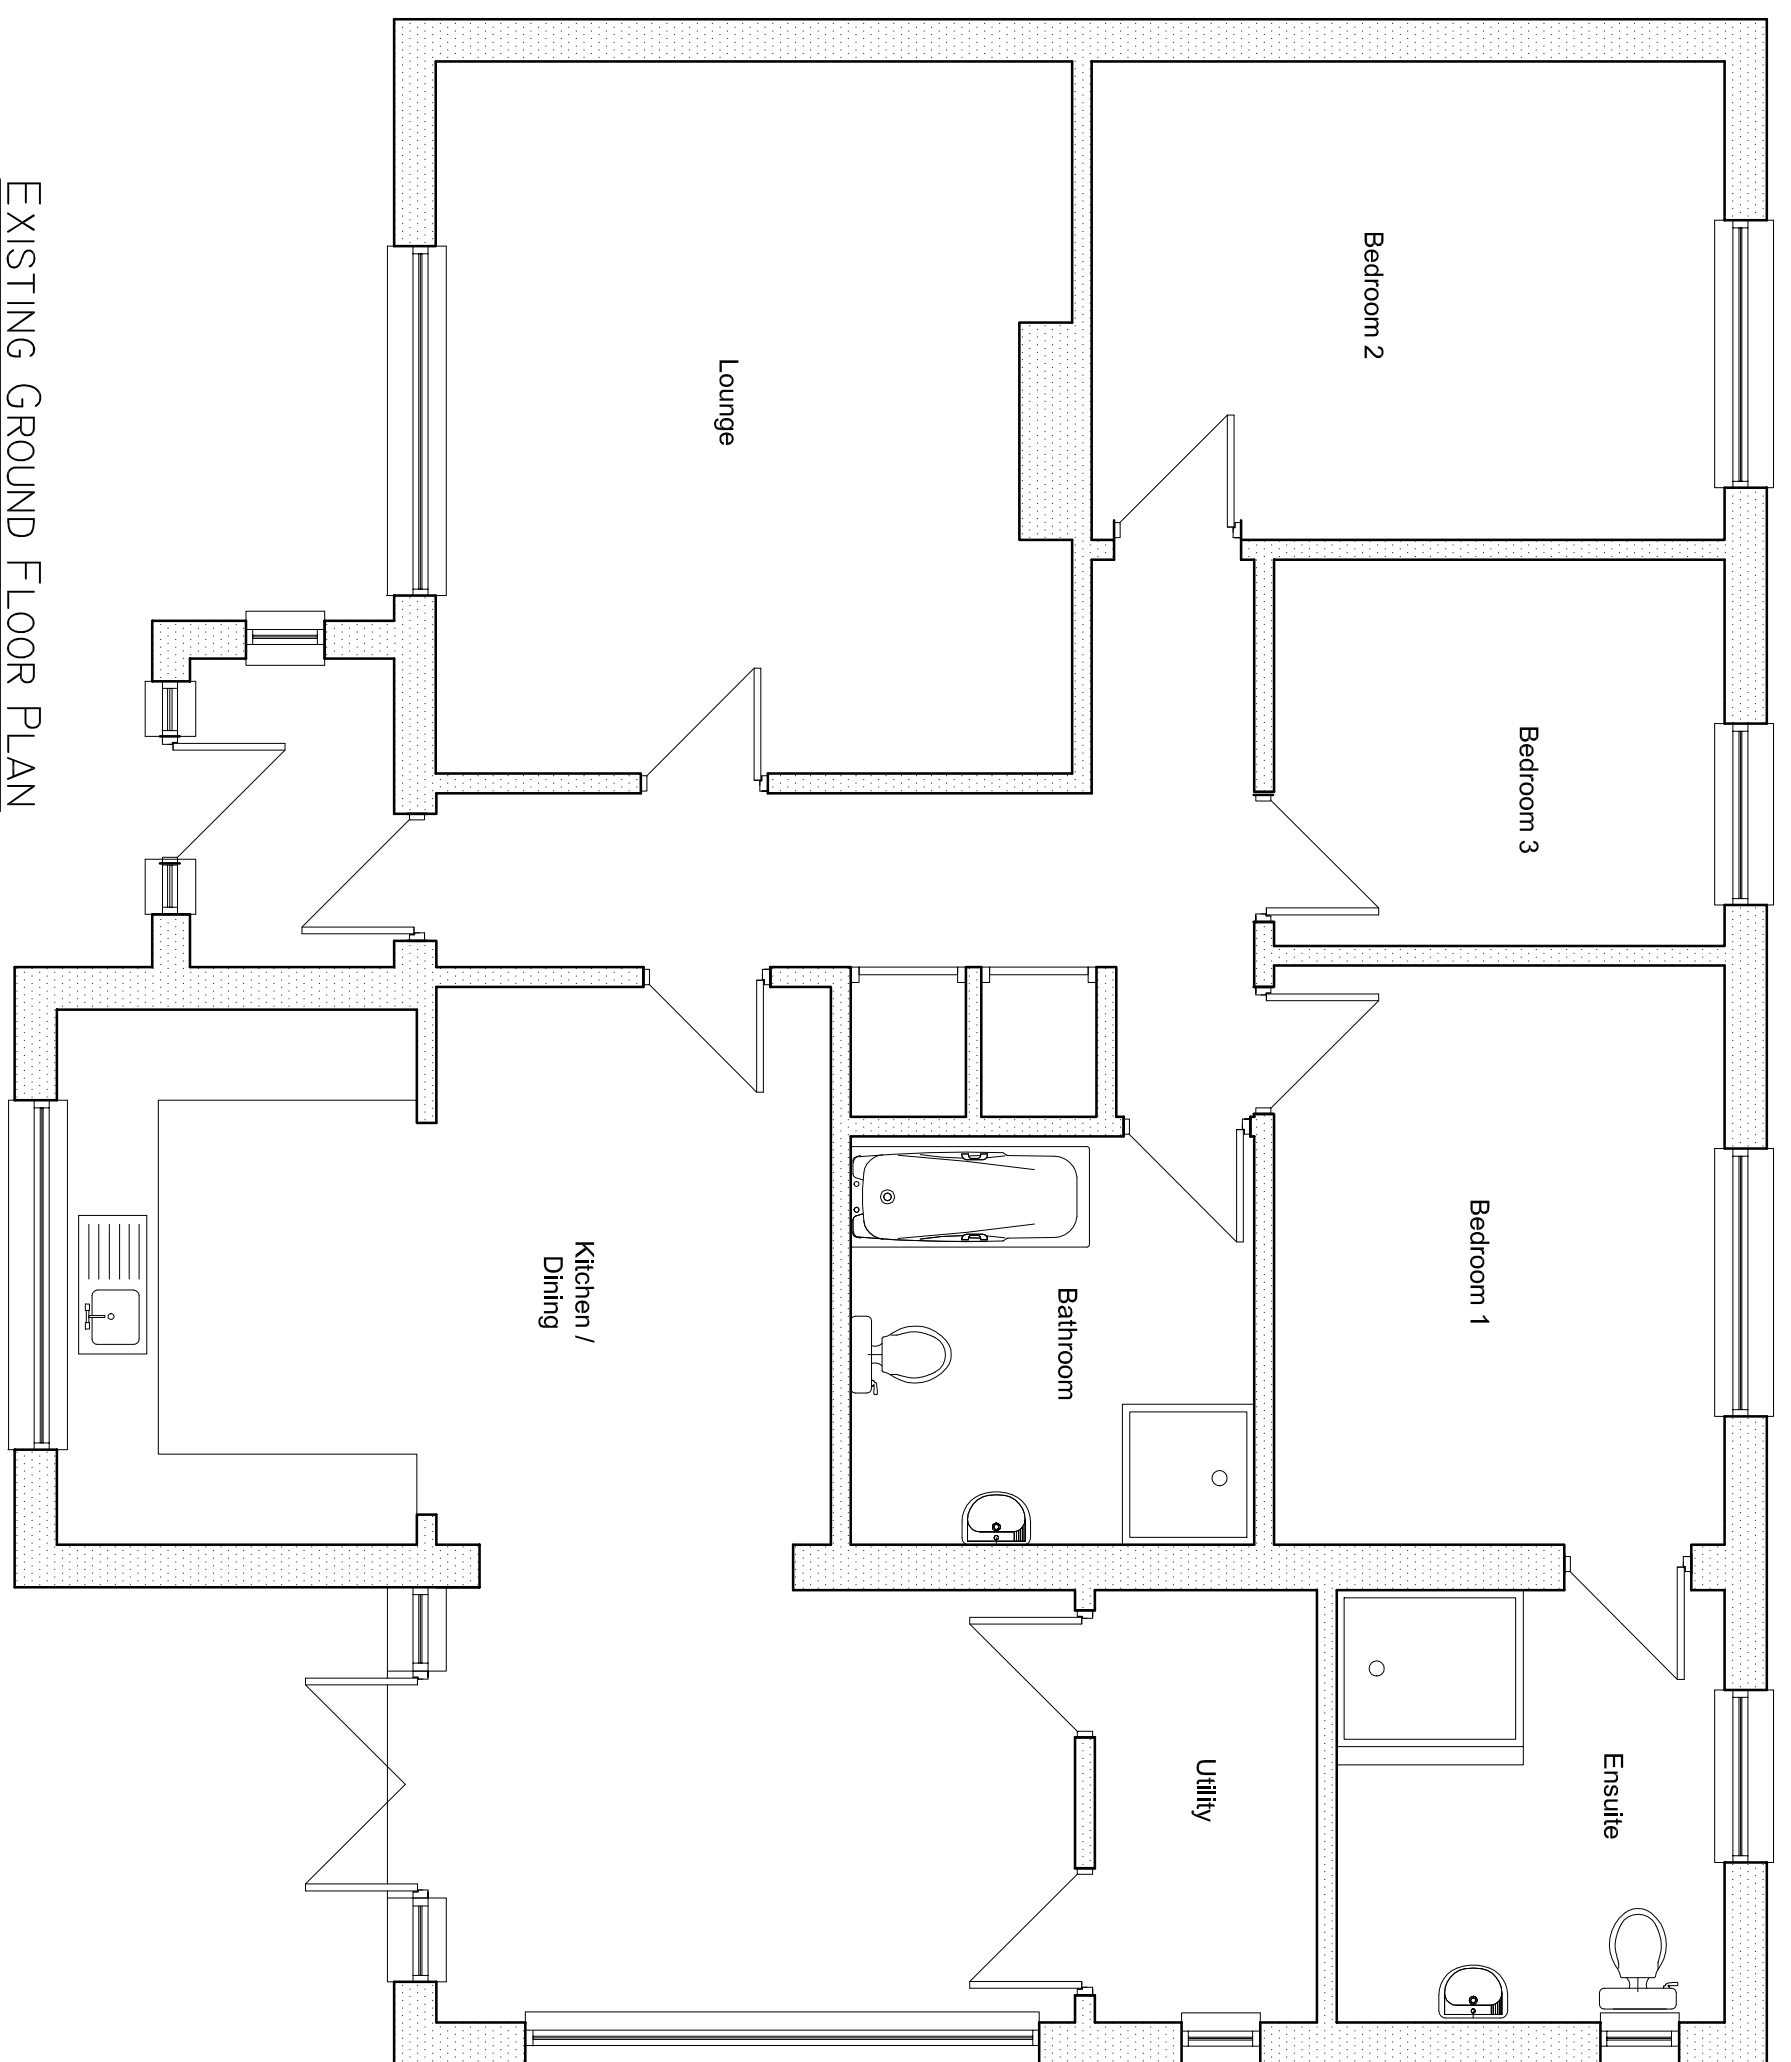 Bedroom 2
Bedroom 3
Bedroom 1
Ensuite
Lounge
Bathroom
Utility
Kitchen /
Dining
EXISTING GROUND FLOOR PLAN